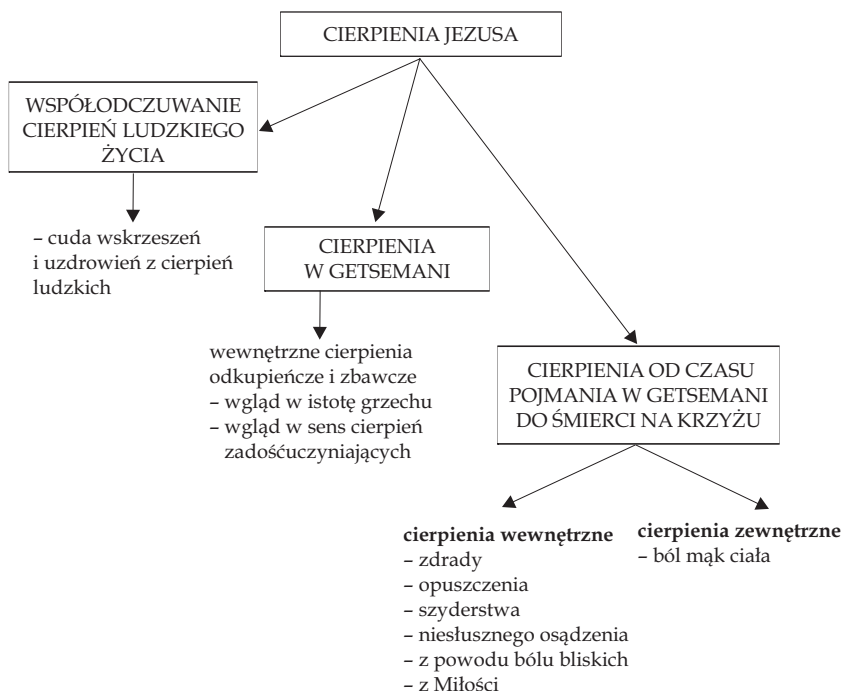 CIERPIENIA JEZUSA
WSPÓŁODCZUWANIE
CIERPIEŃ LUDZKIEGO
ŻYCIA
– cuda wskrzeszeń
i uzdrowień z cierpień
ludzkich
CIERPIENIA
W GETSEMANI
wewnętrzne cierpienia
odkupieńcze i zbawcze
– wgląd w istotę grzechu
– wgląd w sens cierpień
zadośćuczyniających
CIERPIENIA OD CZASU
POJMANIA W GETSEMANI
DO ŚMIERCI NA KRZYŻU
cierpienia wewnętrzne
– zdrady
– opuszczenia
– szyderstwa
– niesłusznego osądzenia
– z powodu bólu bliskich
– z Miłości
cierpienia zewnętrzne
– ból mąk ciała